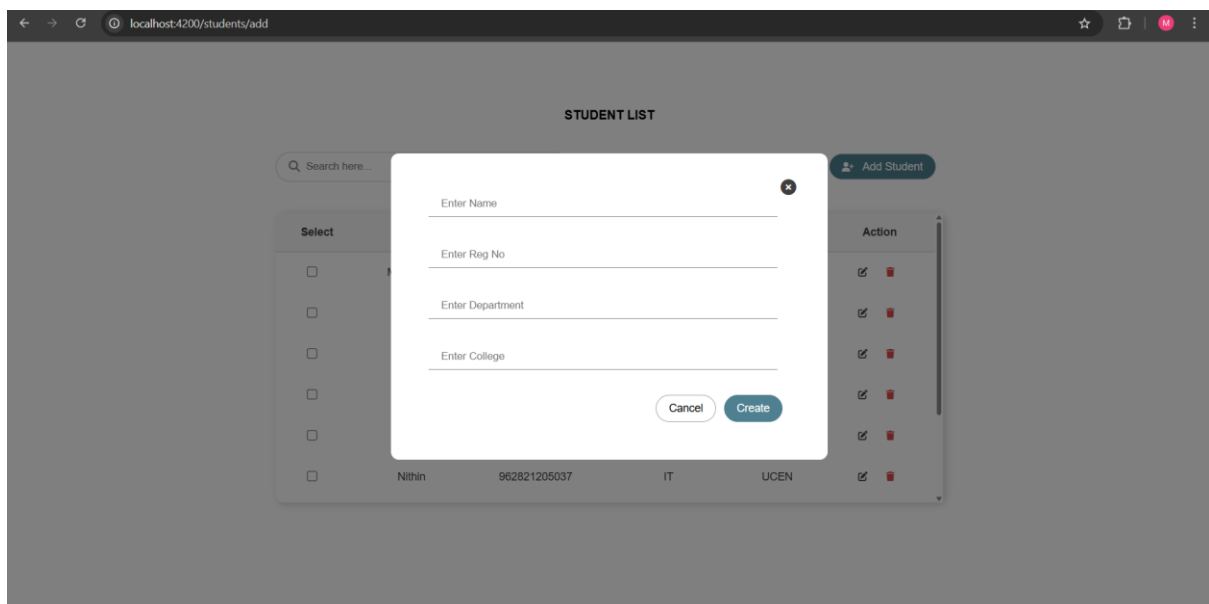 localhost:4200/students/add
M
STUDENT LIST
Search here...
Add Student
Enter Name
Select
Action
Enter Reg No
Enter Department
Enter College
Cancel
Create
Nithin 962821205037 IT UCEN